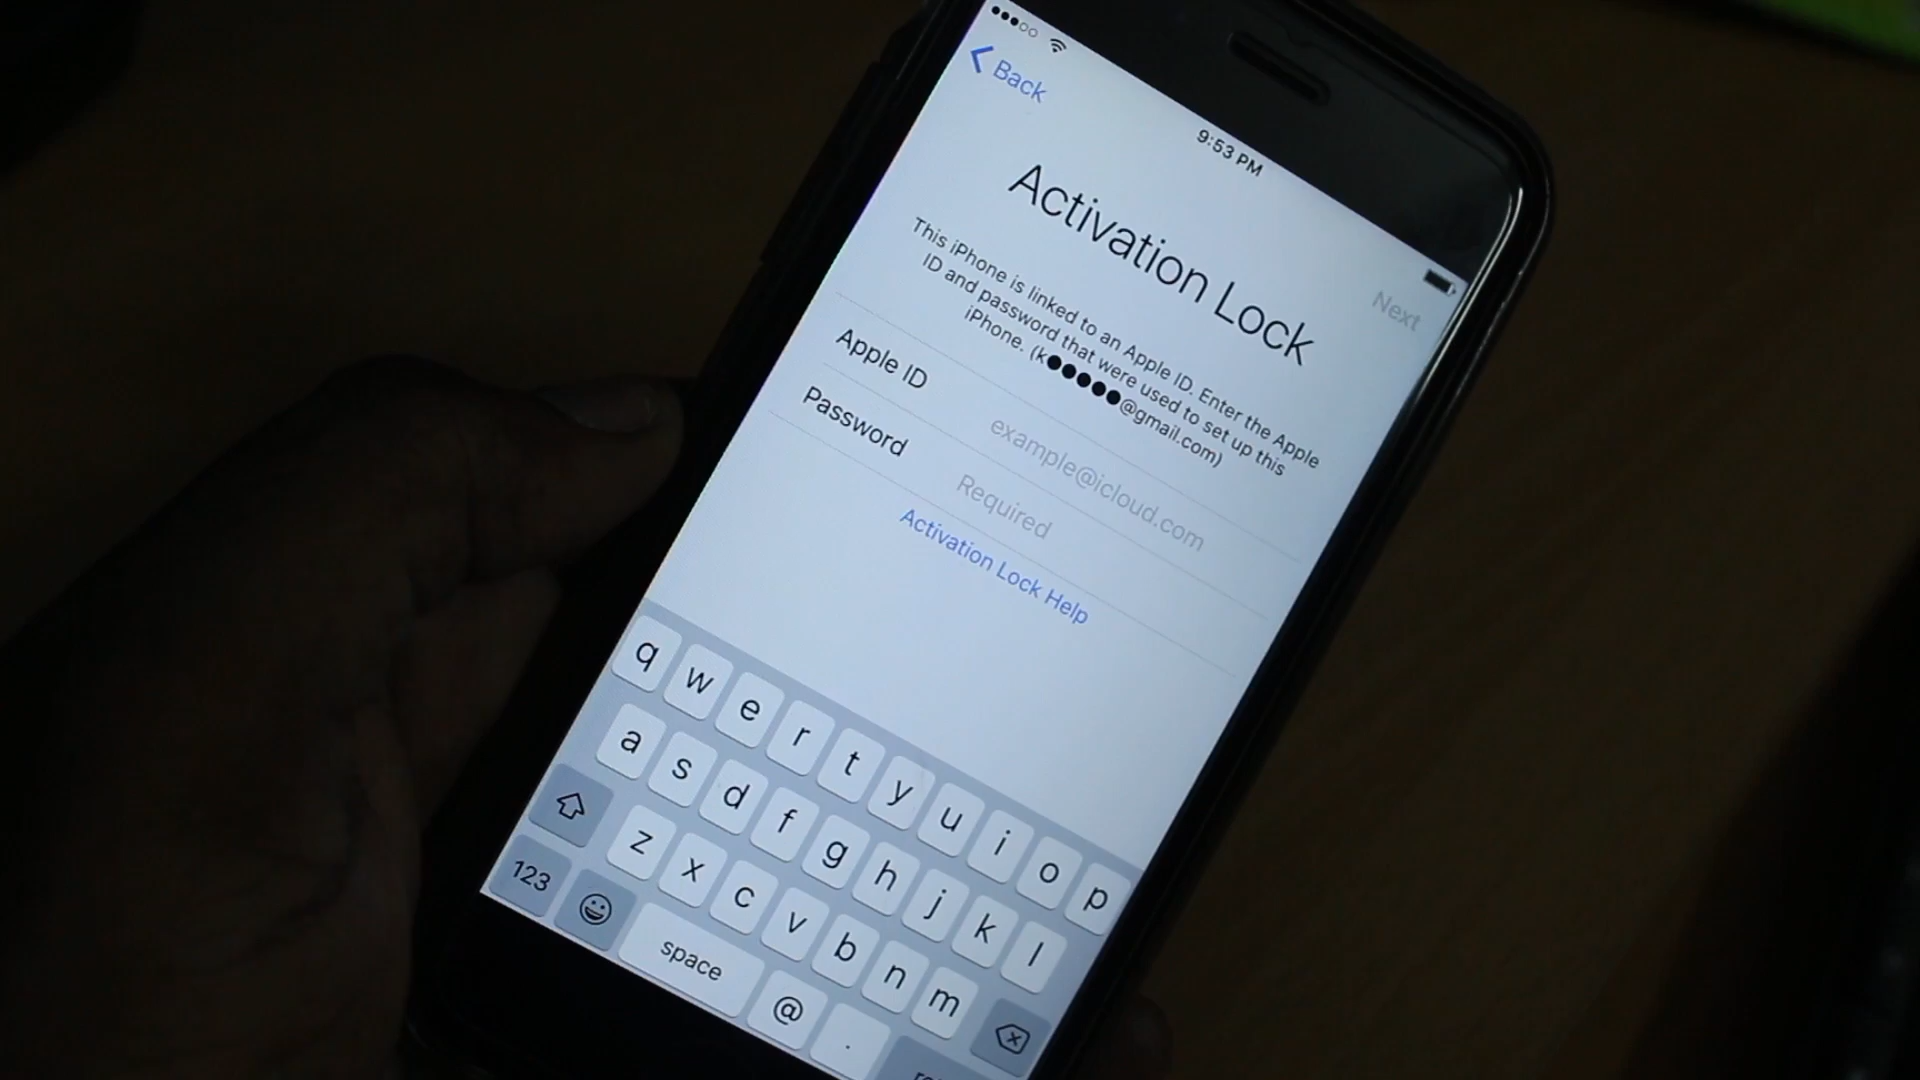 Back
9:53 PM
Next
Activation Lock
This iPhone is linked to an Apple ID. Enter the Apple
ID and password that were used to set up this
iPhone. (k●●●●●@gmail.com)
Apple ID example@icloud.com
Password Required
Activation Lock Help
q w e r t y u i o p
a s d f g h j k l
z x c v b n m
123 space @ .